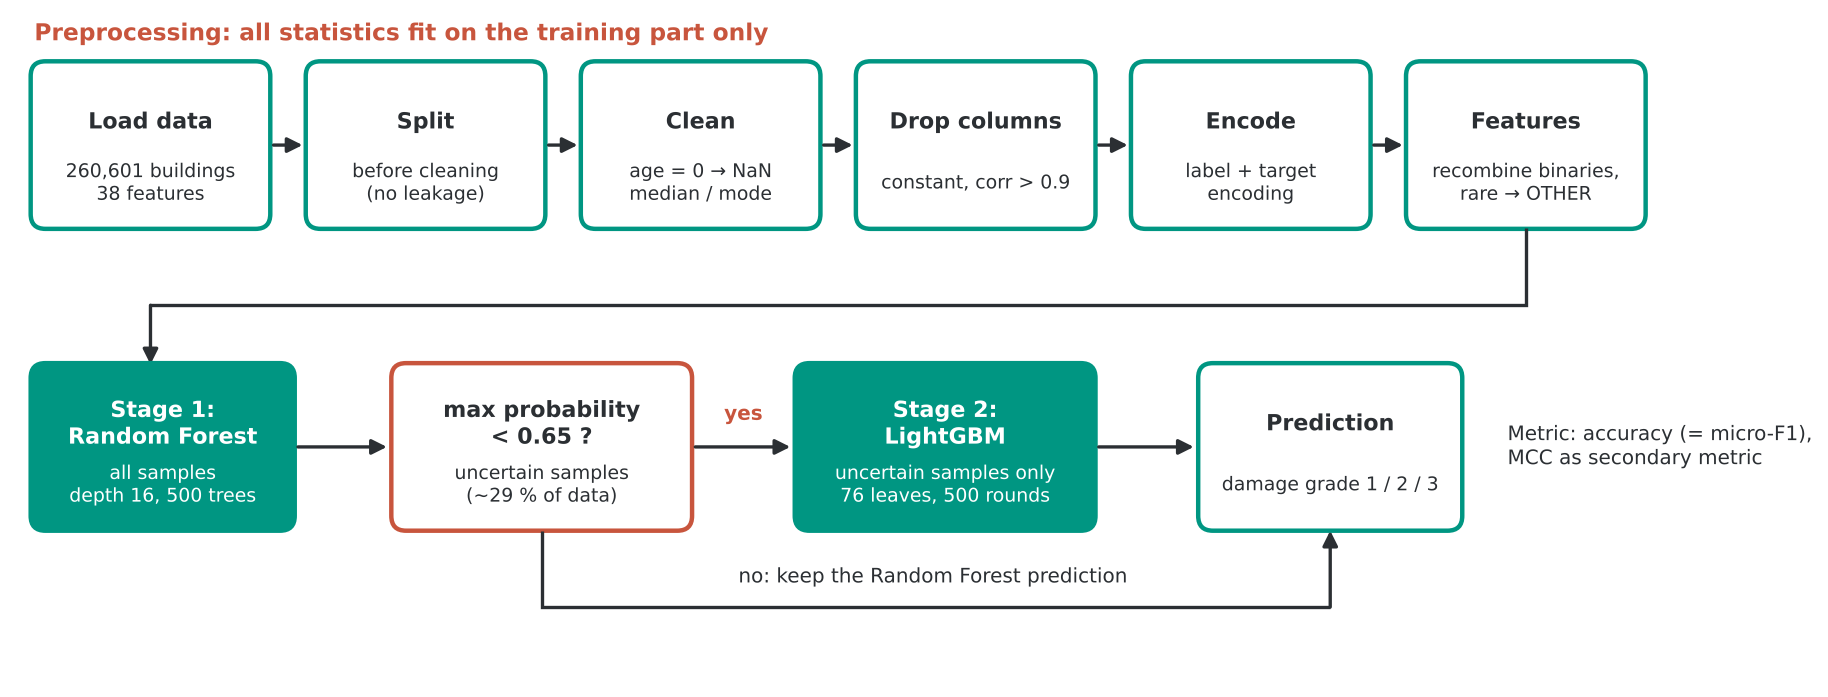 Preprocessing: all statistics fit on the training part only
Load data
260,601 buildings
38 features
Split
before cleaning
(no leakage)
Clean
age = 0 → NaN
median / mode
Drop columns
constant, corr > 0.9
Encode
label + target
encoding
Features
recombine binaries,
rare → OTHER
Stage 1:
Random Forest
all samples
depth 16, 500 trees
max probability
< 0.65 ?
uncertain samples
(~29 % of data)
yes
Stage 2:
LightGBM
uncertain samples only
76 leaves, 500 rounds
Prediction
damage grade 1 / 2 / 3
Metric: accuracy (= micro-F1),
MCC as secondary metric
no: keep the Random Forest prediction